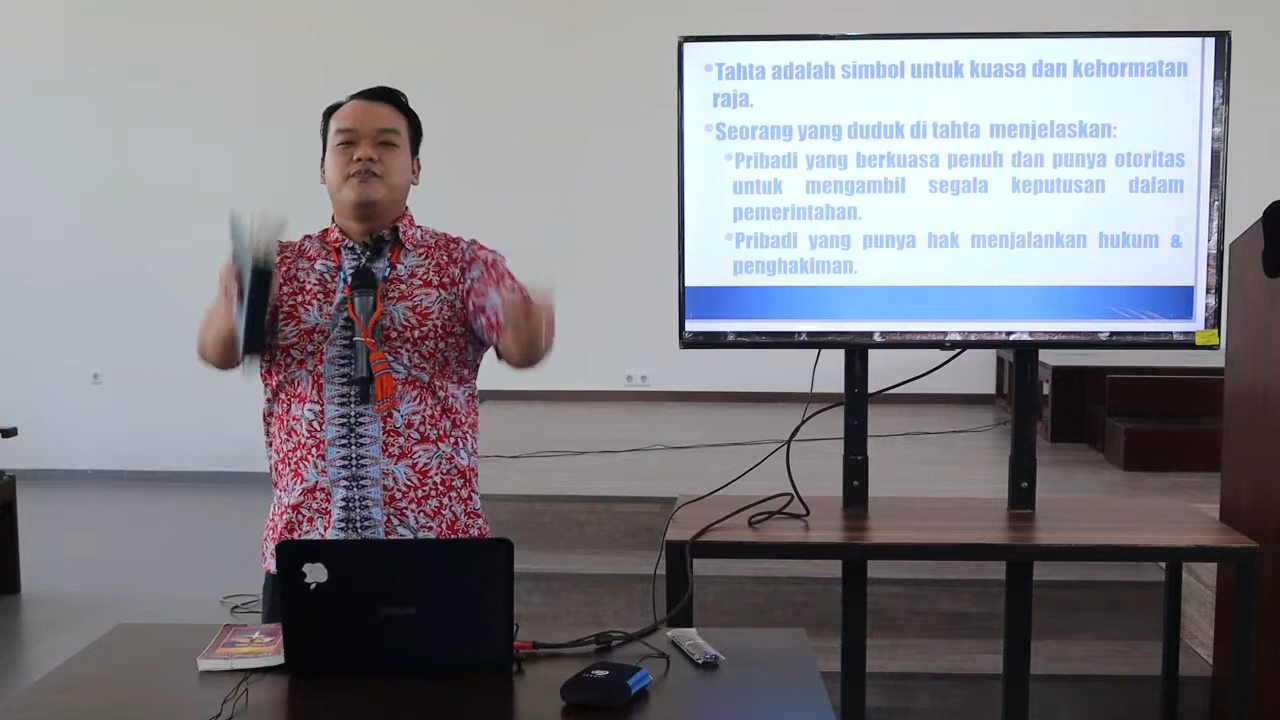 Tahta adalah simbol untuk kuasa dan kehormatan
raja.
Seorang yang duduk di tahta menjelaskan:
Pribadi yang berkuasa penuh dan punya otoritas
untuk mengambil segala keputusan dalam
pemerintahan.
Pribadi yang punya hak menjalankan hukum &
penghakiman.